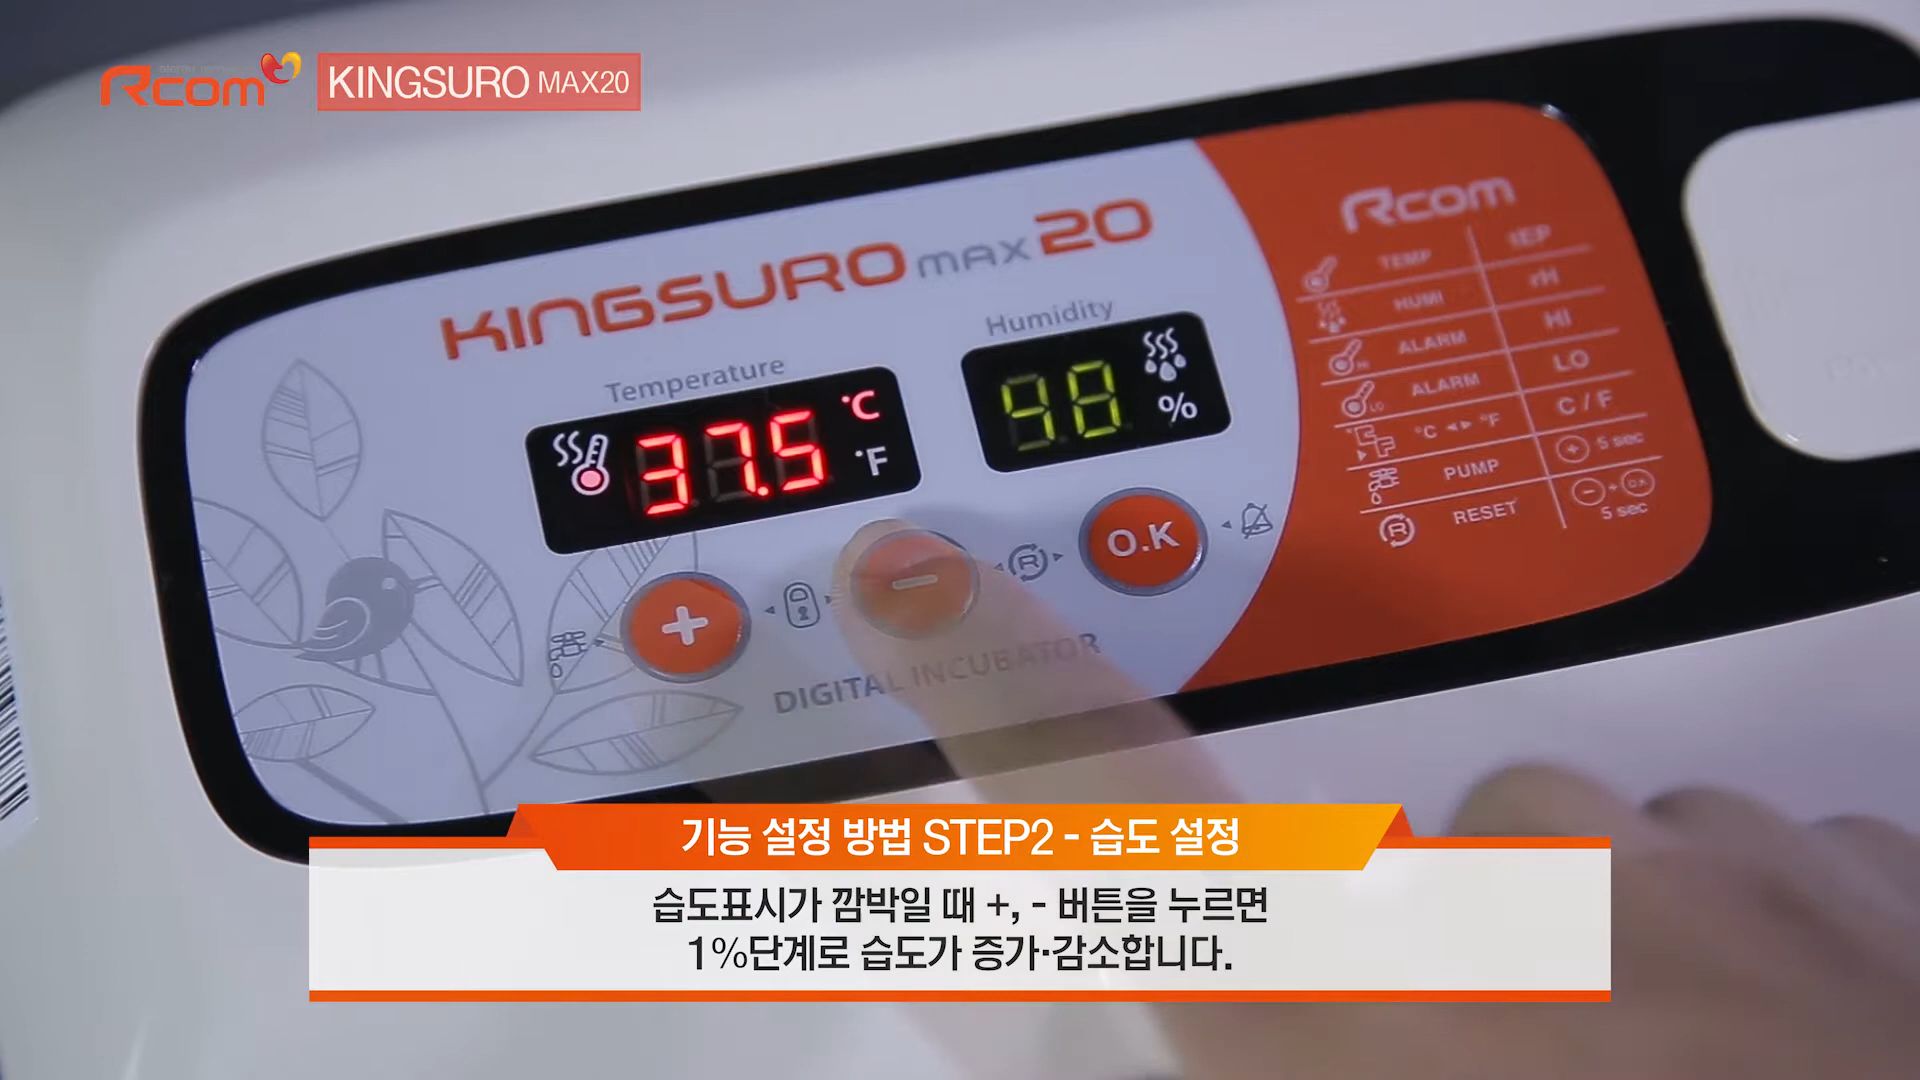 Rcom
KINGSURO MAX20
KINGSURO MAX 20
Temperature
37.5
°C
°F
Humidity
%
+
-
O.K
DIGITAL INCUBATOR
Rcom
TEMP tEP
HUMI rH
ALARM HI
ALARM LO
°C ◂▸ °F C / F
PUMP + 5 sec
RESET - + O.K 5 sec
기능 설정 방법 STEP2 - 습도 설정
습도표시가 깜박일 때 +, - 버튼을 누르면
1%단계로 습도가 증가·감소합니다.